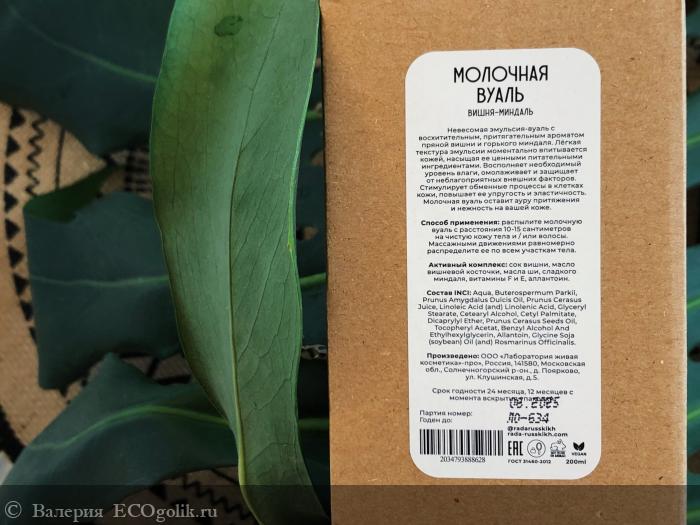 МОЛОЧНАЯ
ВУАЛЬ
ВИШНЯ-МИНДАЛЬ
Невесомая эмульсия-вуаль с
восхитительным, притягательным ароматом
пряной вишни и горького миндаля. Лёгкая
текстура эмульсии моментально впитывается
кожей, насыщая ее ценными питательными
ингредиентами. Восполняет необходимый
уровень влаги, омолаживает и защищает
от неблагоприятных внешних факторов.
Стимулирует обменные процессы в клетках
кожи, повышает ее упругость и эластичность.
Молочная вуаль оставит ауру притяжения
и нежность на вашей коже.
Способ применения: распылите молочную
вуаль с расстояния 10-15 сантиметров
на чистую кожу тела и / или волосы.
Массажными движениями равномерно
распределите ее по всем участкам тела.
Активный комплекс: сок вишни, масло
вишневой косточки, масла ши, сладкого
миндаля, витамины F и E, аллантоин.
Состав INCI: Aqua, Buterospermum Parkii,
Prunus Amygdalus Dulcis Oil, Prunus Cerasus
Juice, Linoleic Acid (and) Linolenic Acid, Glyceryl
Stearate, Cetearyl Alcohol, Cetyl Palmitate,
Dicaprylyl Ether, Prunus Cerasus Seeds Oil,
Tocopheryl Acetat, Benzyl Alcohol And
Ethylhexylglycerin, Allantoin, Glycine Soja
(soybean) Oil (and) Rosmarinus Officinalis.
Произведено: ООО «Лаборатория живая
косметика»-про», Россия, 141580, Московская
обл., Солнечногорский р-он., д. Поярково,
ул. Клушинская, д.5.
Срок годности 24 месяца, 12 месяцев с
момента вскрытия
08.2025
Партия номер: ЛО-634
Годен до:
@radarusskikh
rada-russkikh.com
2034793888628
EAC
ГОСТ 31460-2012
VEGAN
200ml
© Валерия ECOgolik.ru